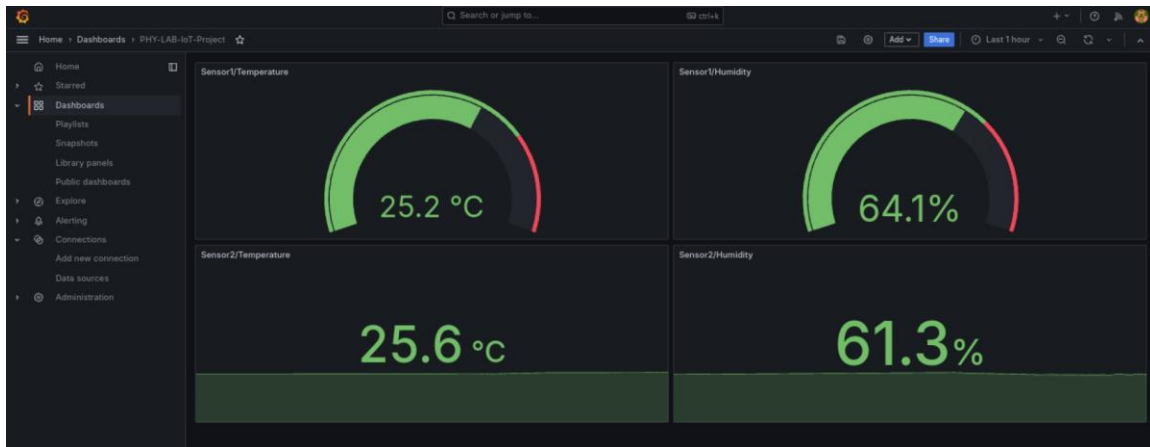 Search or jump to...
ctrl+k
Home › Dashboards › PHY-LAB-IoT-Project
Add
Share
Last 1 hour
Home
Starred
Dashboards
Playlists
Snapshots
Library panels
Public dashboards
Explore
Alerting
Connections
Add new connection
Data sources
Administration
Sensor1/Temperature
25.2 °C
Sensor1/Humidity
64.1%
Sensor2/Temperature
25.6 °C
Sensor2/Humidity
61.3%